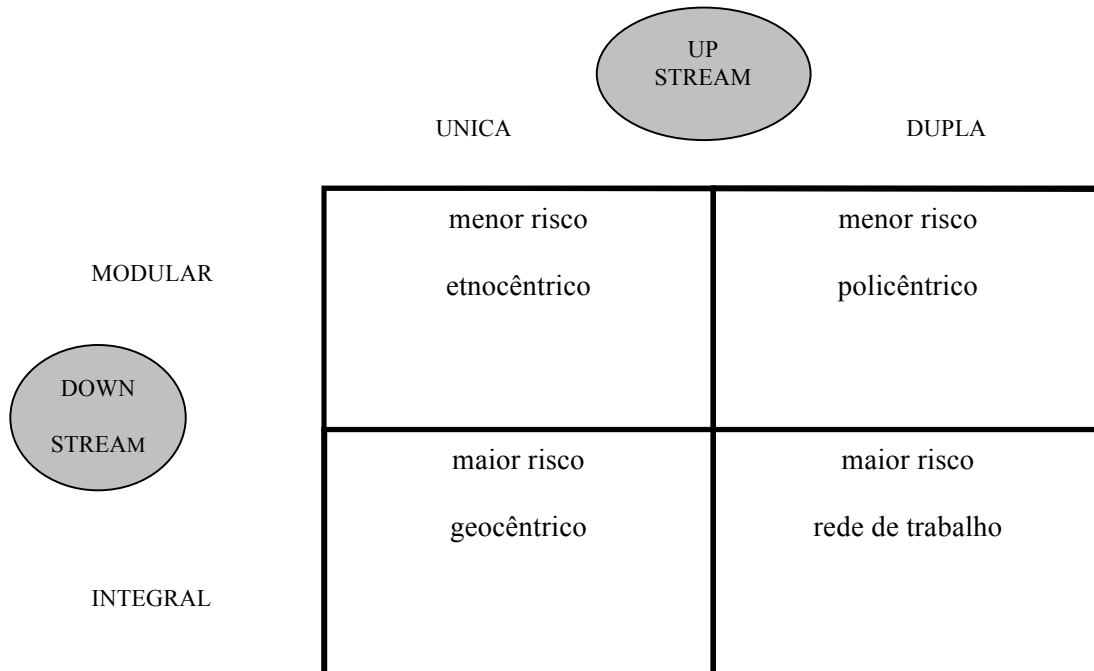 UP
STREAM
UNICA
DUPLA
menor risco
menor risco
MODULAR
etnocêntrico
policêntrico
DOWN
STREAM
maior risco
maior risco
geocêntrico
rede de trabalho
INTEGRAL